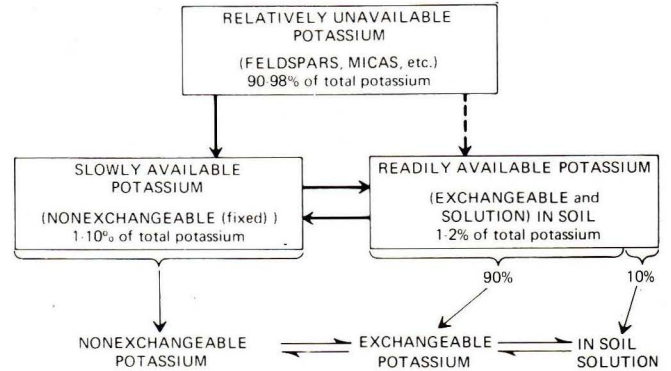 RELATIVELY UNAVAILABLE
POTASSIUM
(FELDSPARS, MICAS, etc.)
90-98% of total potassium
SLOWLY AVAILABLE
POTASSIUM
(NONEXCHANGEABLE (fixed) )
1-10% of total potassium
READILY AVAILABLE POTASSIUM
(EXCHANGEABLE and
SOLUTION) IN SOIL
1-2% of total potassium
90%
10%
NONEXCHANGEABLE
POTASSIUM
EXCHANGEABLE
POTASSIUM
IN SOIL
SOLUTION